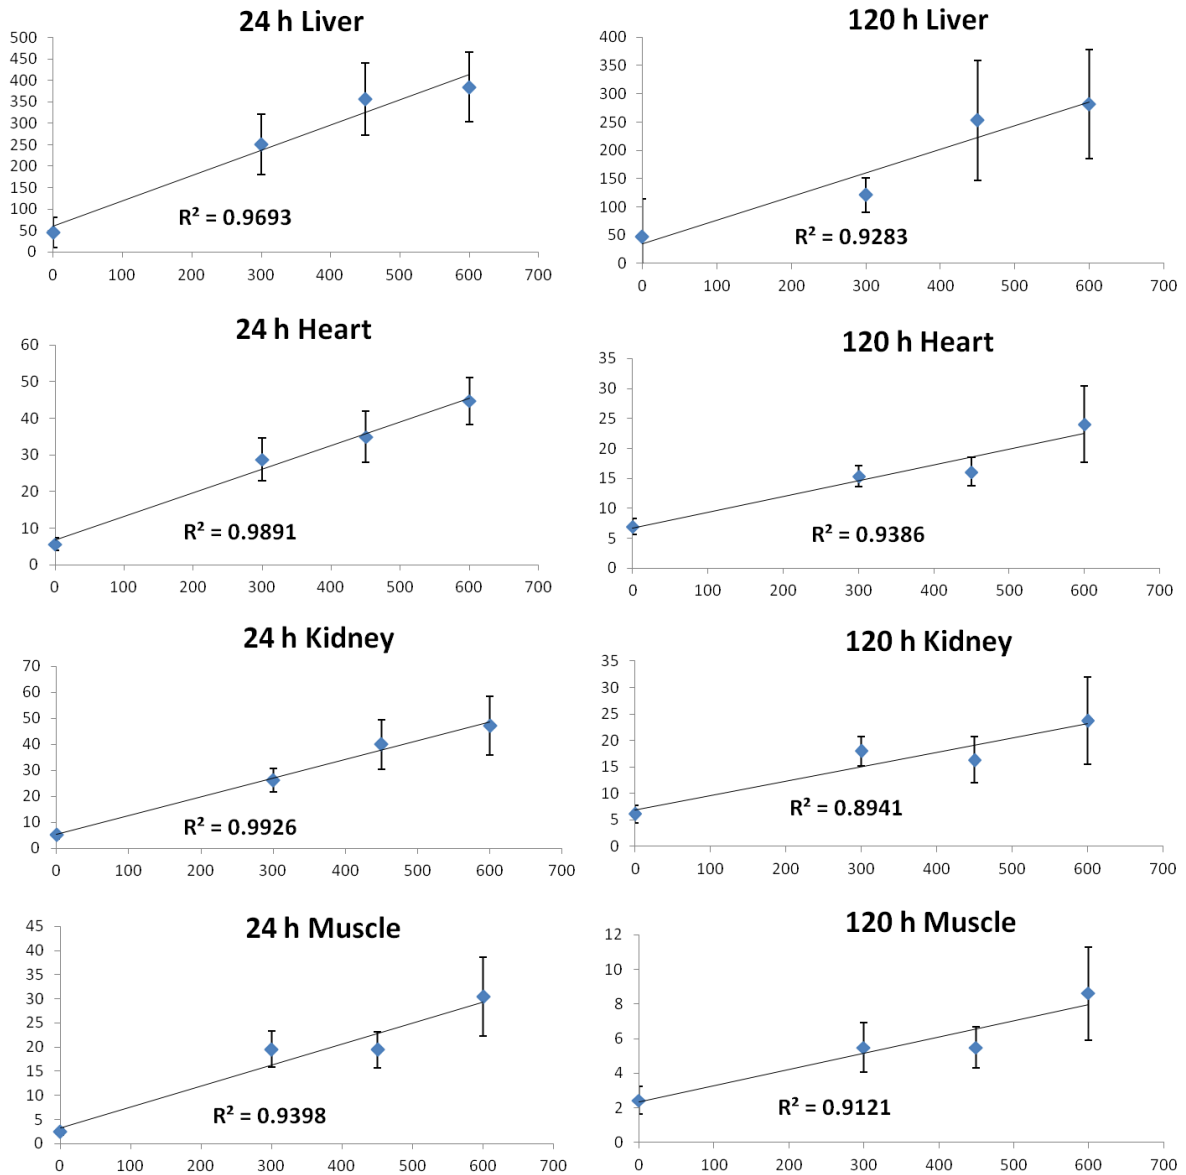 24 h Liver
500
450
400
350
300
250
200
150
100
50
0
R² = 0.9693
0 100 200 300 400 500 600 700
120 h Liver
400
350
300
250
200
150
100
50
0
R² = 0.9283
0 100 200 300 400 500 600 700
24 h Heart
60
50
40
30
20
10
0
R² = 0.9891
0 100 200 300 400 500 600 700
120 h Heart
35
30
25
20
15
10
5
0
R² = 0.9386
0 100 200 300 400 500 600 700
24 h Kidney
70
60
50
40
30
20
10
0
R² = 0.9926
0 100 200 300 400 500 600 700
120 h Kidney
35
30
25
20
15
10
5
0
R² = 0.8941
0 100 200 300 400 500 600 700
24 h Muscle
45
40
35
30
25
20
15
10
5
0
R² = 0.9398
0 100 200 300 400 500 600 700
120 h Muscle
12
10
8
6
4
2
0
R² = 0.9121
0 100 200 300 400 500 600 700